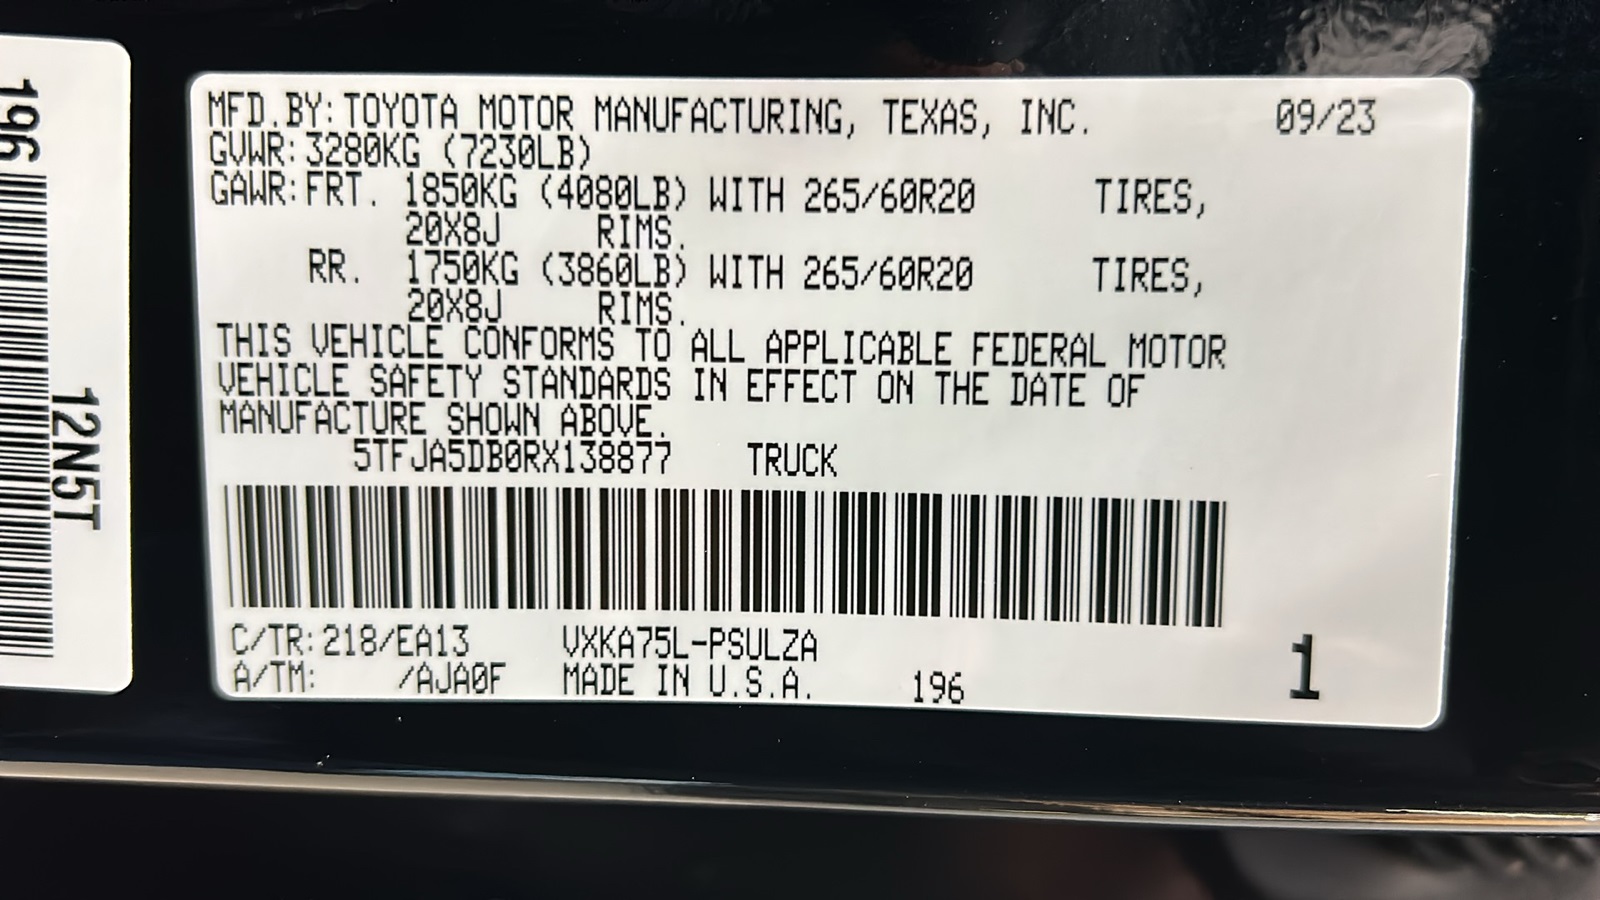 196
12N5T
MFD.BY: TOYOTA MOTOR MANUFACTURING, TEXAS, INC. 09/23
GVWR: 3280KG (7230LB)
GAWR: FRT. 1850KG (4080LB) WITH 265/60R20 TIRES,
20X8J RIMS.
RR. 1750KG (3860LB) WITH 265/60R20 TIRES,
20X8J RIMS.
THIS VEHICLE CONFORMS TO ALL APPLICABLE FEDERAL MOTOR
VEHICLE SAFETY STANDARDS IN EFFECT ON THE DATE OF
MANUFACTURE SHOWN ABOVE.
5TFJA5DB0RX138877 TRUCK
C/TR: 218/EA13 VXKA75L-PSULZA
A/TM: /AJA0F MADE IN U.S.A. 196 1